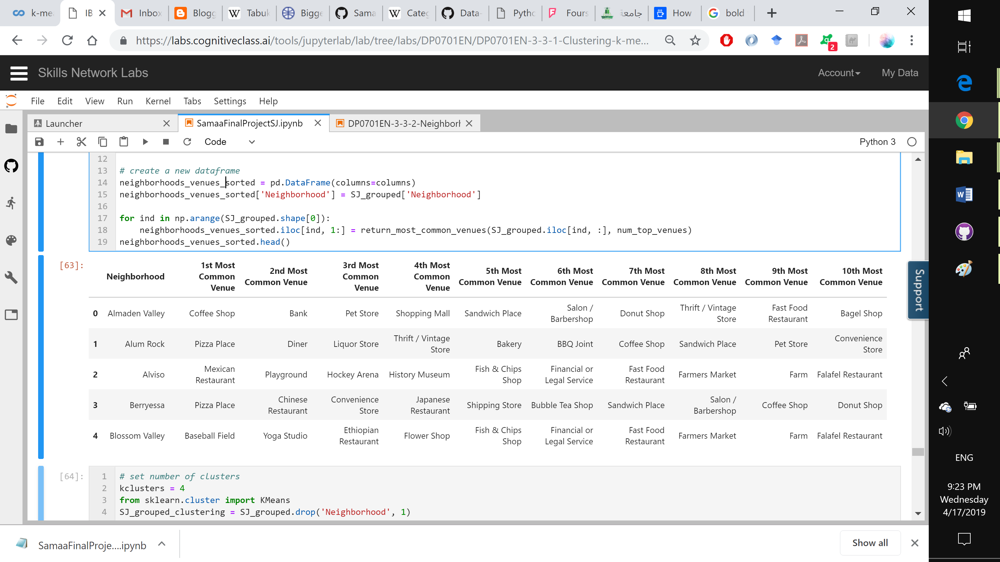 k-me
IB
Inbox
Blogg
Tabuk
Bigge
Sama
Categ
Data-
Pytho
Fours
جامعة
How
bold
https://labs.cognitiveclass.ai/tools/jupyterlab/lab/tree/labs/DP0701EN/DP0701EN-3-3-1-Clustering-k-me...
2
Skills Network Labs
Account
My Data
File Edit View Run Kernel Tabs Settings Help
Launcher
SamaaFinalProjectSJ.ipynb
DP0701EN-3-3-2-Neighborh
Code
Python 3
12
13 # create a new dataframe
14 neighborhoods_venues_sorted = pd.DataFrame(columns=columns)
15 neighborhoods_venues_sorted['Neighborhood'] = SJ_grouped['Neighborhood']
16
17 for ind in np.arange(SJ_grouped.shape[0]):
18 neighborhoods_venues_sorted.iloc[ind, 1:] = return_most_common_venues(SJ_grouped.iloc[ind, :], num_top_venues)
19 neighborhoods_venues_sorted.head()
[63]:
Neighborhood 1st Most Common Venue 2nd Most Common Venue 3rd Most Common Venue 4th Most Common Venue 5th Most Common Venue 6th Most Common Venue 7th Most Common Venue 8th Most Common Venue 9th Most Common Venue 10th Most Common Venue
0 Almaden Valley Coffee Shop Bank Pet Store Shopping Mall Sandwich Place Salon / Barbershop Donut Shop Thrift / Vintage Store Fast Food Restaurant Bagel Shop
1 Alum Rock Pizza Place Diner Liquor Store Thrift / Vintage Store Bakery BBQ Joint Coffee Shop Sandwich Place Pet Store Convenience Store
2 Alviso Mexican Restaurant Playground Hockey Arena History Museum Fish & Chips Shop Financial or Legal Service Fast Food Restaurant Farmers Market Farm Falafel Restaurant
3 Berryessa Pizza Place Chinese Restaurant Convenience Store Japanese Restaurant Shipping Store Bubble Tea Shop Sandwich Place Salon / Barbershop Coffee Shop Donut Shop
4 Blossom Valley Baseball Field Yoga Studio Ethiopian Restaurant Flower Shop Fish & Chips Shop Financial or Legal Service Fast Food Restaurant Farmers Market Farm Falafel Restaurant
[64]:
1 # set number of clusters
2 kclusters = 4
3 from sklearn.cluster import KMeans
4 SJ_grouped_clustering = SJ_grouped.drop('Neighborhood', 1)
Support
SamaaFinalProje....ipynb
Show all
ENG
9:23 PM
Wednesday
4/17/2019